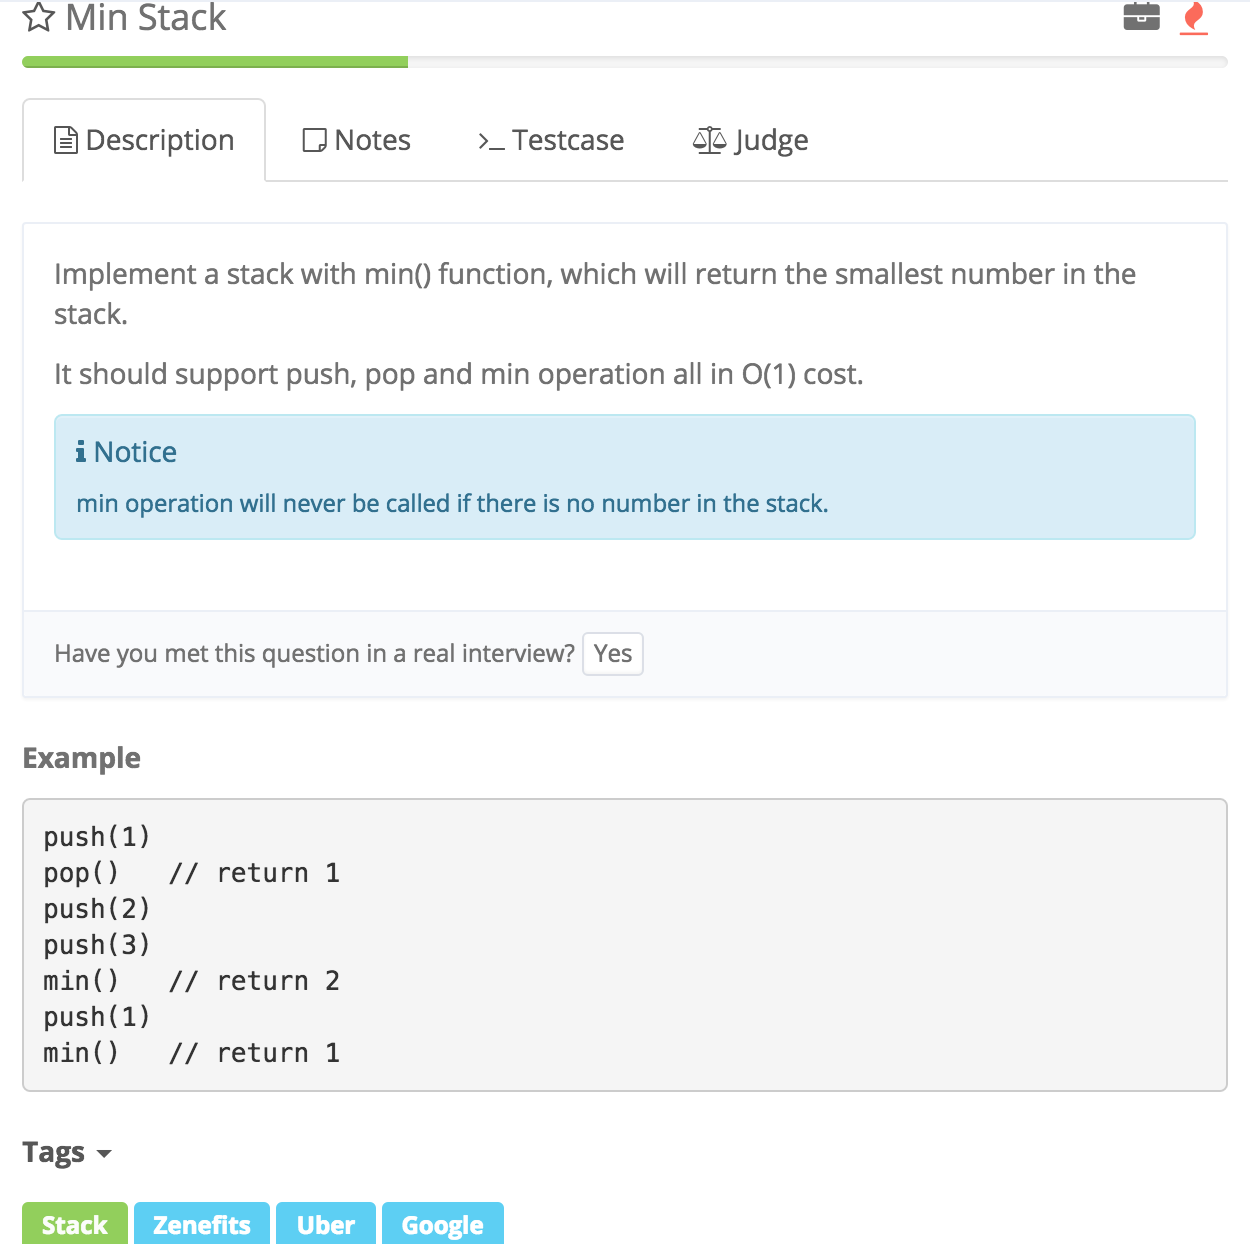 Min Stack
Description
Notes
>_ Testcase
Judge
Implement a stack with min() function, which will return the smallest number in the
stack.
It should support push, pop and min operation all in O(1) cost.
Notice
min operation will never be called if there is no number in the stack.
Have you met this question in a real interview? Yes
Example
push(1)
pop()   // return 1
push(2)
push(3)
min()   // return 2
push(1)
min()   // return 1
Tags
Stack Zenefits Uber Google